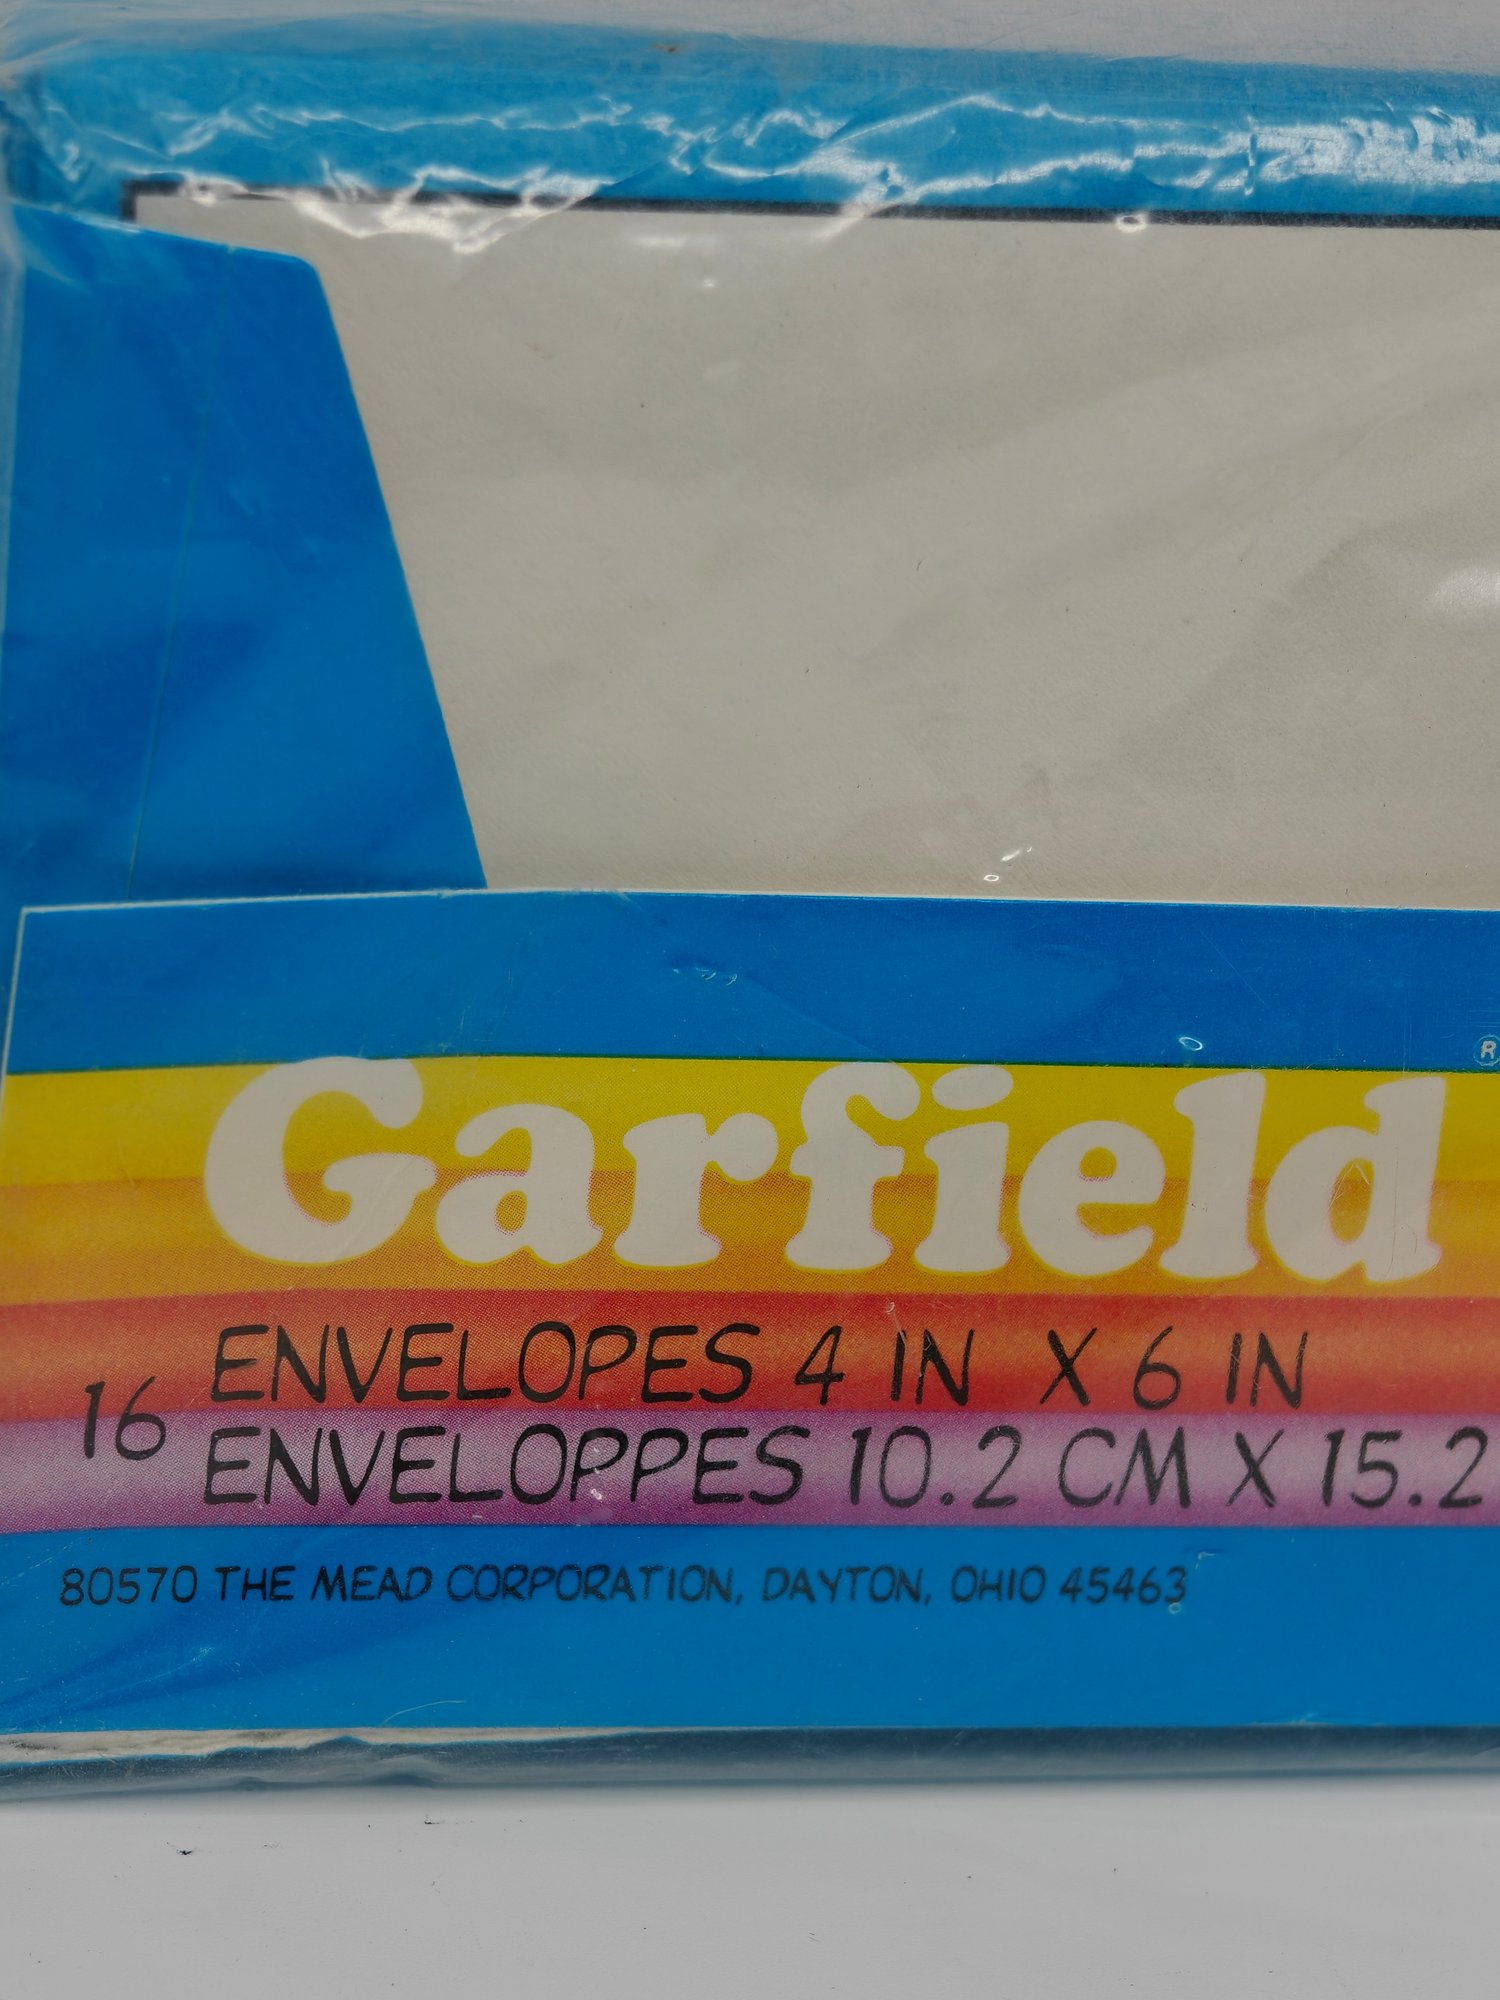 ®
Garfield
16 ENVELOPES 4 IN X 6 IN
ENVELOPPES 10.2 CM X 15.2
80570 THE MEAD CORPORATION, DAYTON, OHIO 45463